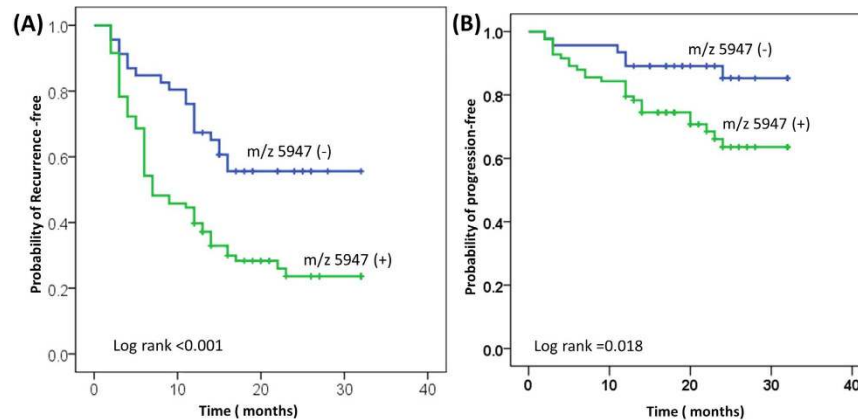 (A)
Probability of Recurrence -free
1.0
0.8
0.6
0.4
0.2
0.0
m/z 5947 (-)
m/z 5947 (+)
Log rank <0.001
0 10 20 30 40
Time ( months)
(B)
Probability of progression-free
1.0
0.8
0.6
0.4
0.2
0.0
m/z 5947 (-)
m/z 5947 (+)
Log rank =0.018
0 10 20 30 40
Time ( months)